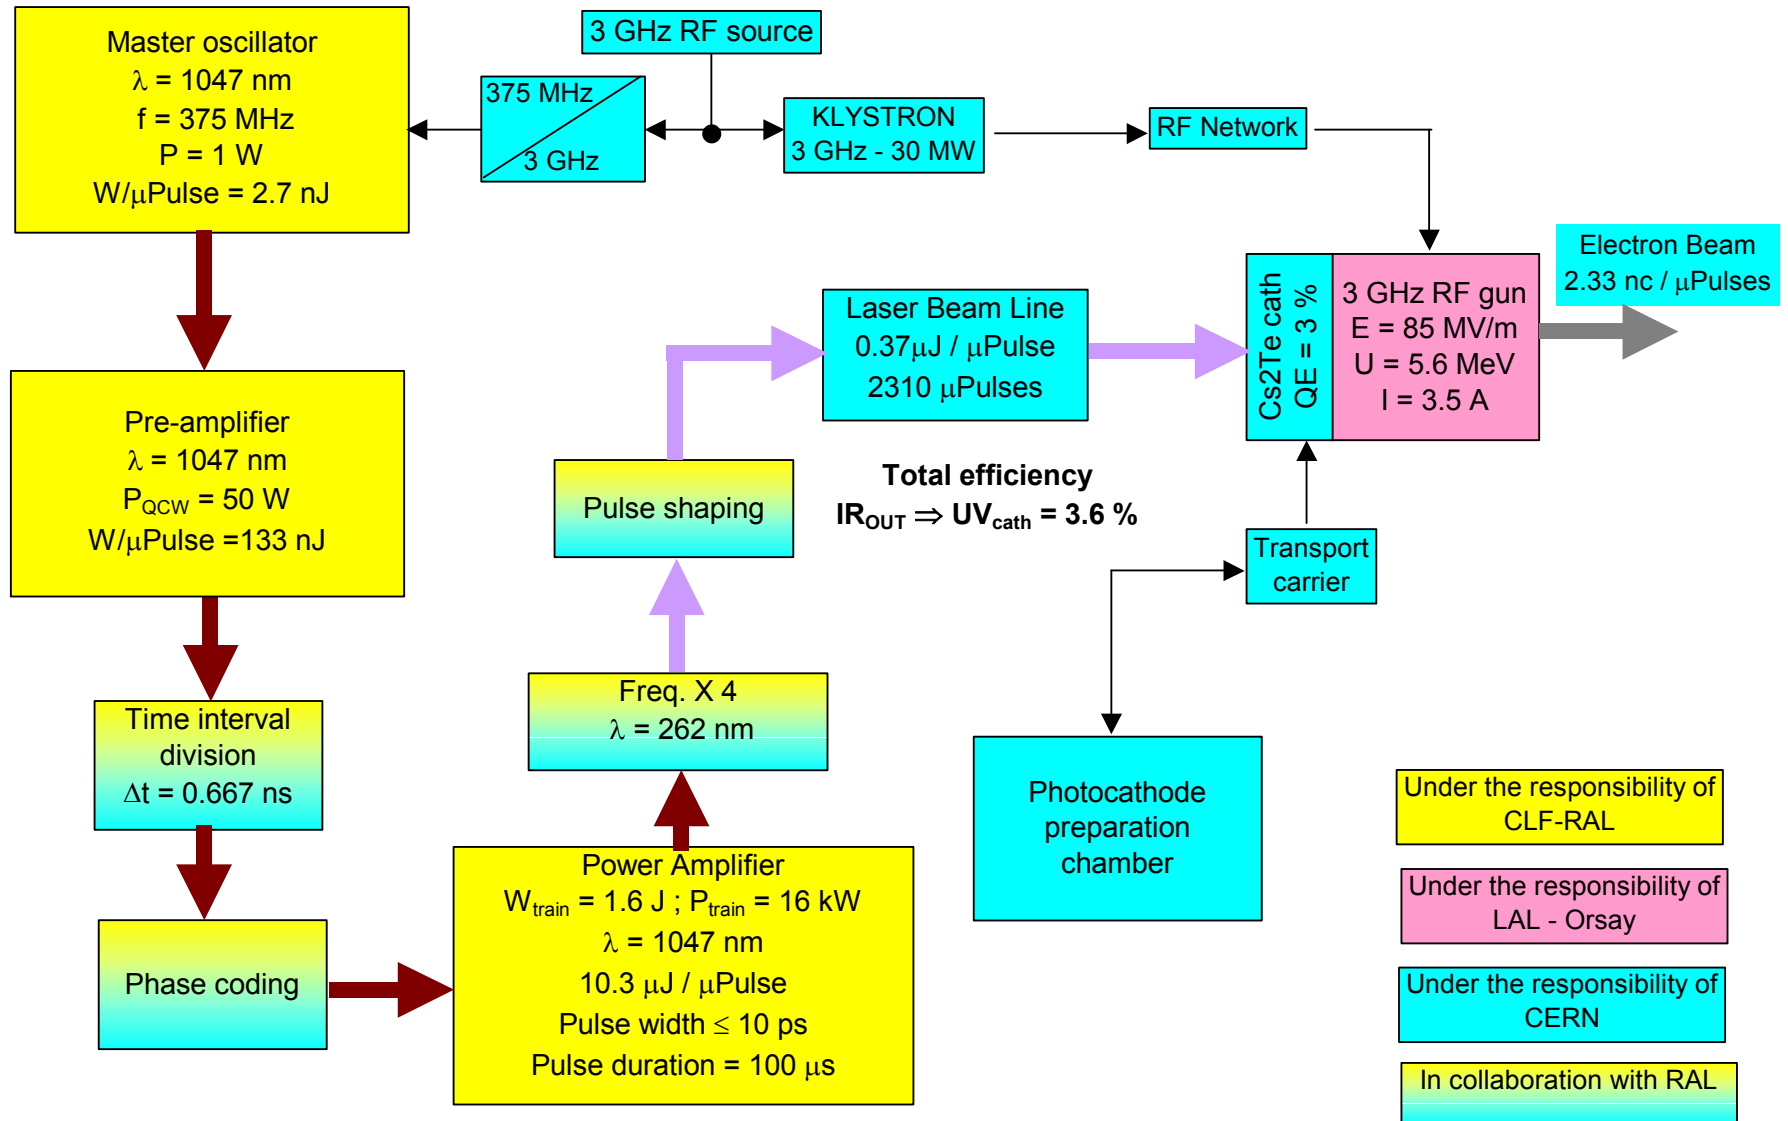 Master oscillator
λ = 1047 nm
f = 375 MHz
P = 1 W
W/μPulse = 2.7 nJ
3 GHz RF source
375 MHz
3 GHz
KLYSTRON
3 GHz - 30 MW
RF Network
Electron Beam
2.33 nc / μPulses
Cs2Te cath
QE = 3 %
3 GHz RF gun
E = 85 MV/m
U = 5.6 MeV
I = 3.5 A
Laser Beam Line
0.37μJ / μPulse
2310 μPulses
Pre-amplifier
λ = 1047 nm
P_QCW = 50 W
W/μPulse =133 nJ
Pulse shaping
Total efficiency
IR_OUT ⇒ UV_cath = 3.6 %
Transport
carrier
Time interval
division
Δt = 0.667 ns
Freq. X 4
λ = 262 nm
Photocathode
preparation
chamber
Phase coding
Power Amplifier
W_train = 1.6 J ; P_train = 16 kW
λ = 1047 nm
10.3 μJ / μPulse
Pulse width ≤ 10 ps
Pulse duration = 100 μs
Under the responsibility of
CLF-RAL
Under the responsibility of
LAL - Orsay
Under the responsibility of
CERN
In collaboration with RAL